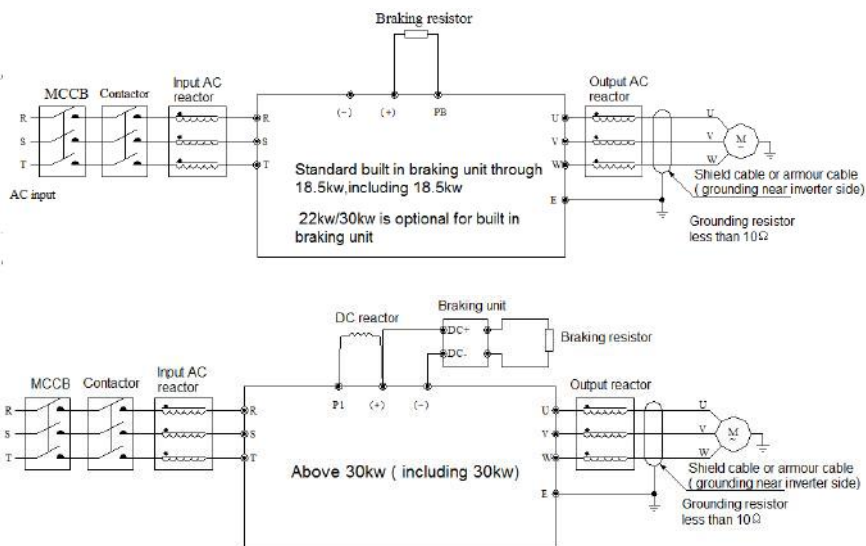 Braking resistor
MCCB
Contactor
Input AC
reactor
Output AC
reactor
(-)
(+)
PB
R
S
T
R
S
T
U
V
W
E
U
V
W
M
~
AC input
Standard built in braking unit through
18.5kw,including 18.5kw
22kw/30kw is optional for built in
braking unit
Shield cable or armour cable
( grounding near inverter side)
Grounding resistor
less than 10Ω
DC reactor
Braking unit
DC+
DC-
Braking resistor
MCCB
Contactor
Input AC
reactor
Output reactor
P1
(+)
(-)
R
S
T
R
S
T
U
V
W
E
U
V
W
M
~
Above 30kw ( including 30kw)
Shield cable or armour cable
( grounding near inverter side)
Grounding resistor
less than 10Ω